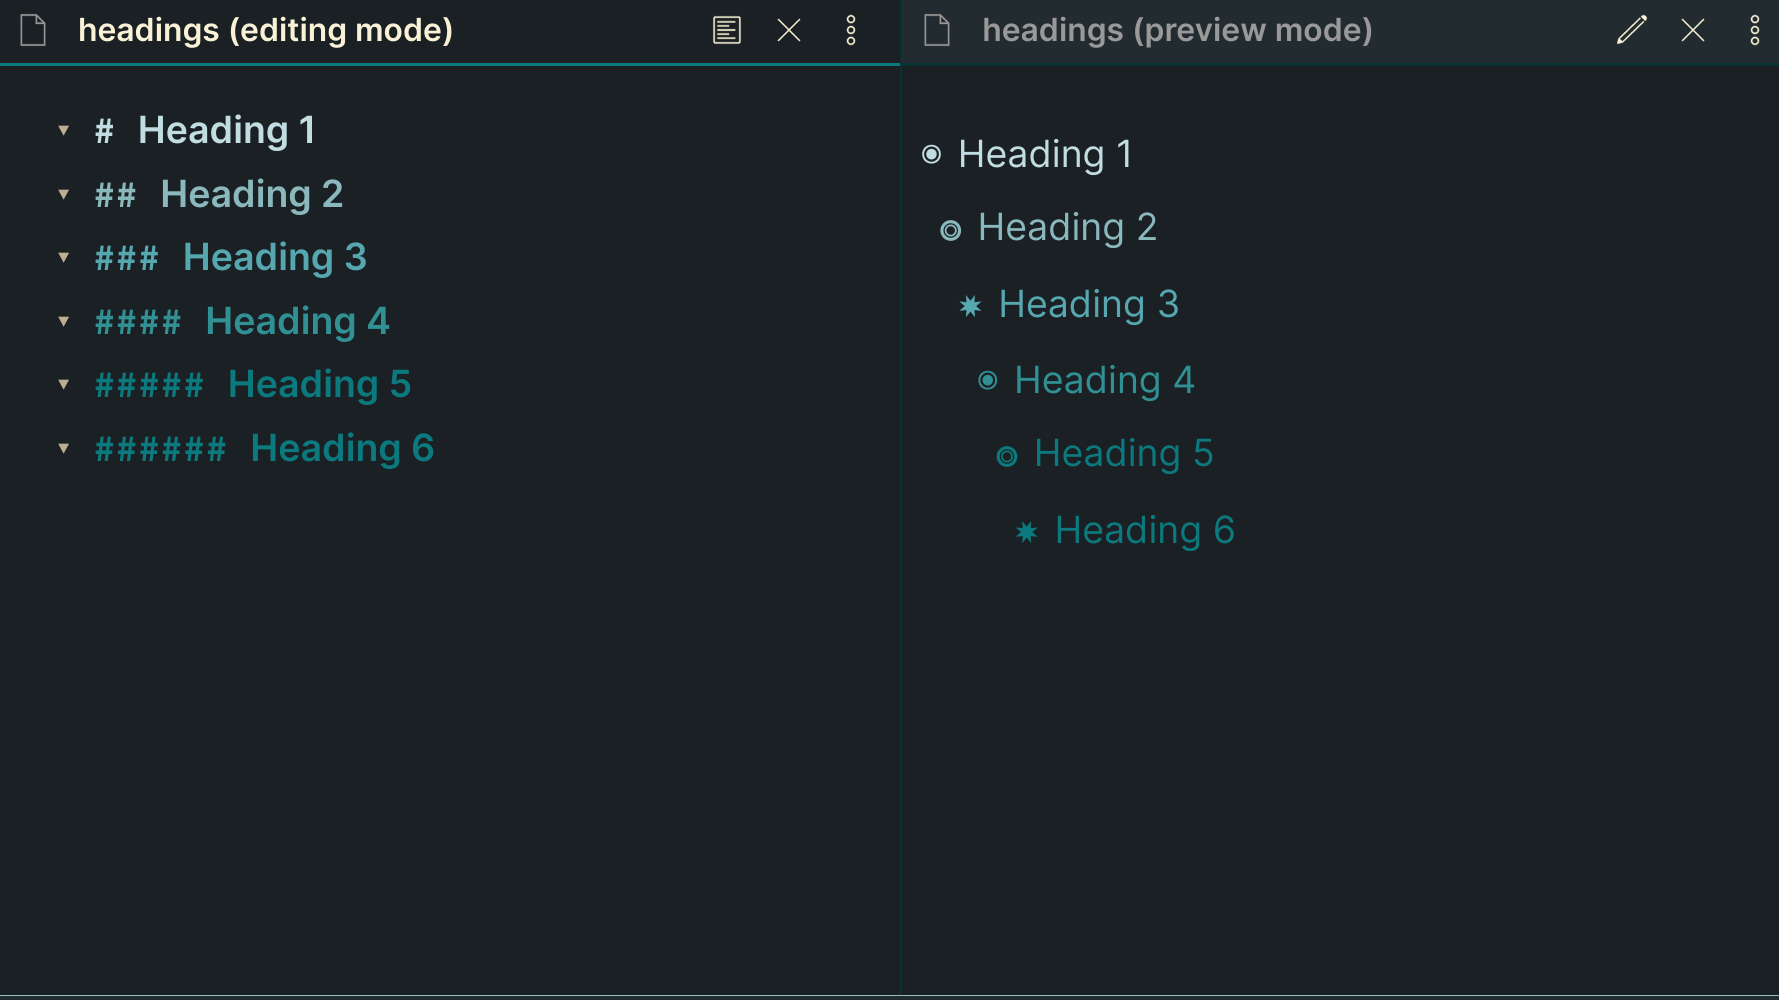 headings (editing mode)
# Heading 1
## Heading 2
### Heading 3
#### Heading 4
##### Heading 5
###### Heading 6
headings (preview mode)
Heading 1
Heading 2
Heading 3
Heading 4
Heading 5
Heading 6